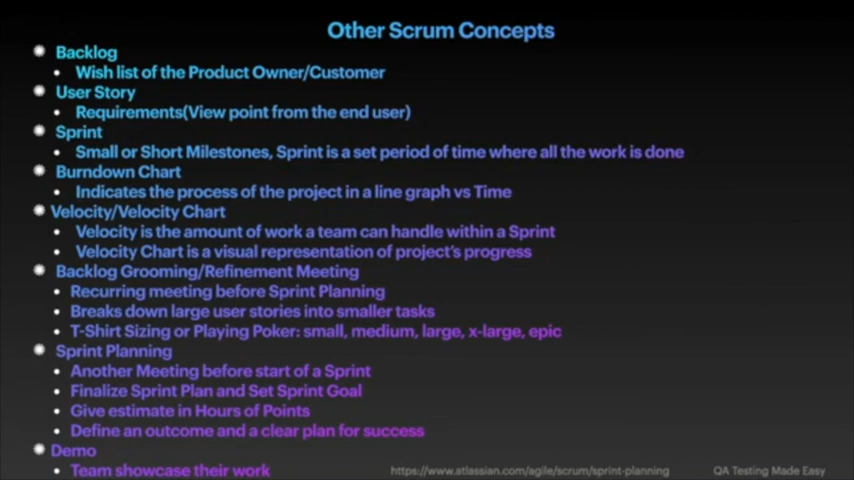 Other Scrum Concepts
Backlog
Wish list of the Product Owner/Customer
User Story
Requirements(View point from the end user)
Sprint
Small or Short Milestones, Sprint is a set period of time where all the work is done
Burndown Chart
Indicates the process of the project in a line graph vs Time
Velocity/Velocity Chart
Velocity is the amount of work a team can handle within a Sprint
Velocity Chart is a visual representation of project's progress
Backlog Grooming/Refinement Meeting
Recurring meeting before Sprint Planning
Breaks down large user stories into smaller tasks
T-Shirt Sizing or Playing Poker: small, medium, large, x-large, epic
Sprint Planning
Another Meeting before start of a Sprint
Finalize Sprint Plan and Set Sprint Goal
Give estimate in Hours of Points
Define an outcome and a clear plan for success
Demo
Team showcase their work
https://www.atlassian.com/agile/scrum/sprint-planning
QA Testing Made Easy